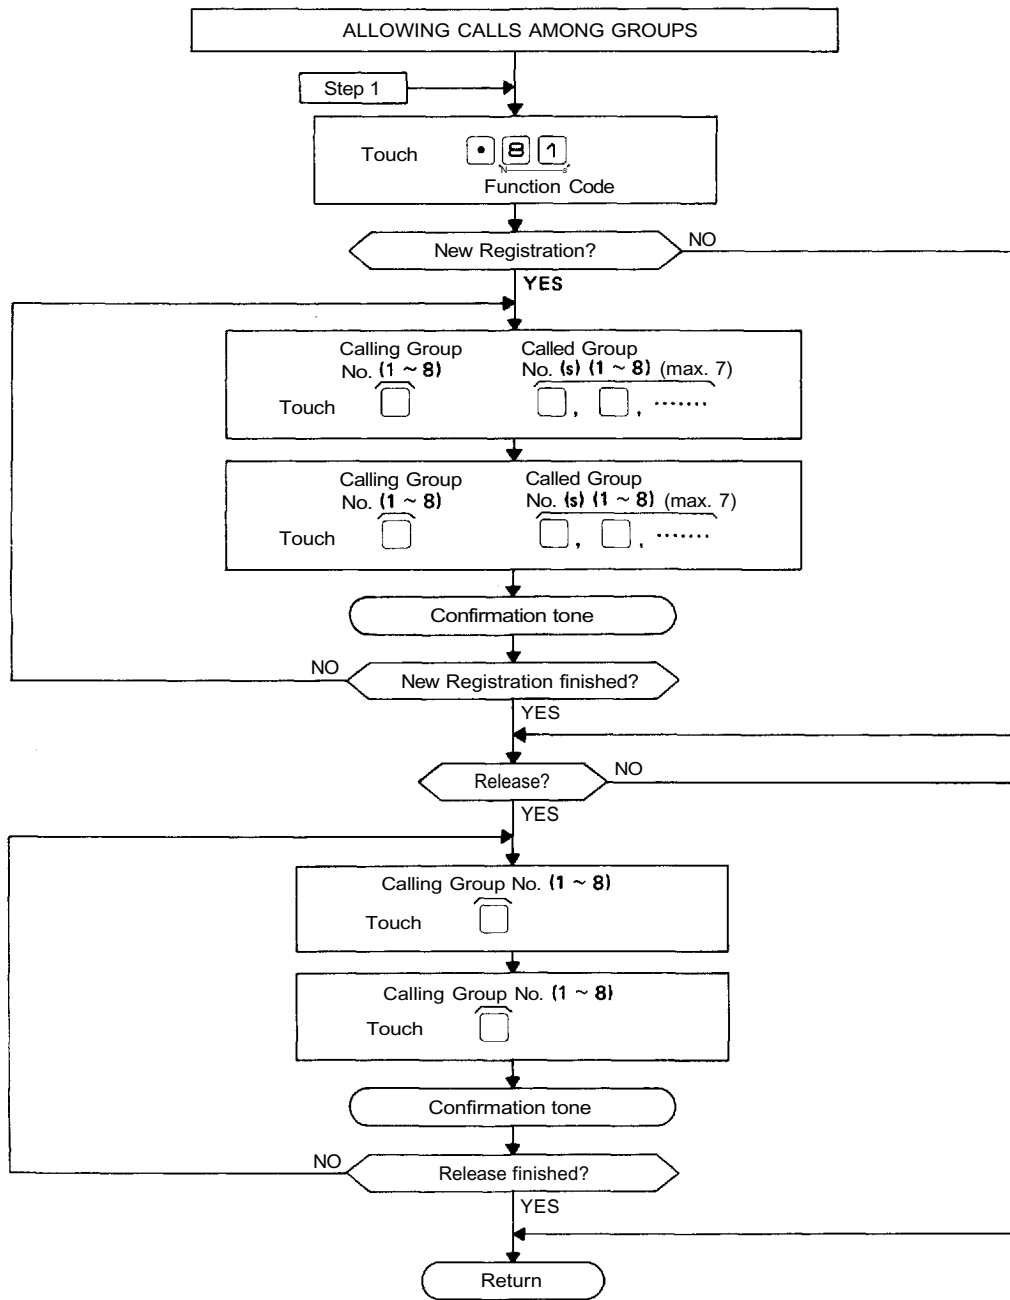 ALLOWING CALLS AMONG GROUPS
Step 1
Touch • 8 1
Function Code
New Registration? NO
YES
Calling Group Called Group
No. (1 ~ 8) No. (s) (1 ~ 8) (max. 7)
Touch , , .......
Calling Group Called Group
No. (1 ~ 8) No. (s) (1 ~ 8) (max. 7)
Touch , , .......
Confirmation tone
NO New Registration finished?
YES
Release? NO
YES
Calling Group No. (1 ~ 8)
Touch
Calling Group No. (1 ~ 8)
Touch
Confirmation tone
NO Release finished?
YES
Return